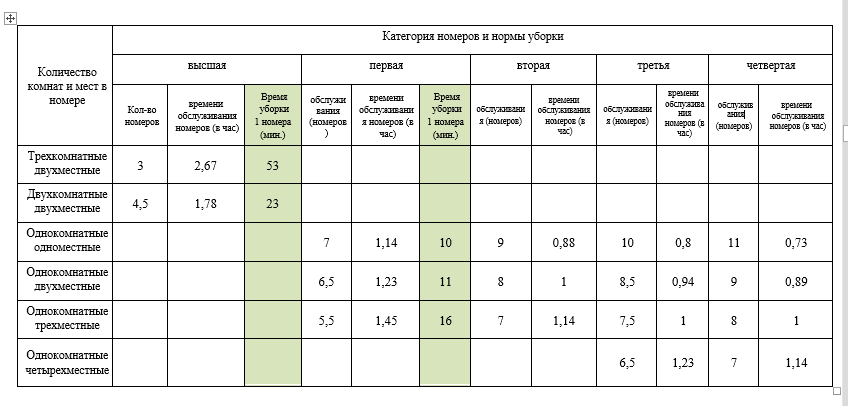 Количество
комнат и мест в
номере
Категория номеров и нормы уборки
высшая
первая
вторая
третья
четвертая
Кол-во
номеров
времени
обслуживания
номеров (в час)
Время
уборки
1 номера
(мин.)
обслужи
вания
(номеров
)
времени
обслуживани
я номеров (в
час)
Время
уборки
1 номера
(мин.)
обслуживани
я (номеров)
времени
обслуживания
номеров (в
час)
обслуживани
я (номеров)
времени
обслужива
ния
номеров (в
час)
обслужив
ания
(номеров)
времени
обслуживания
номеров (в час)
Трехкомнатные
двухместные
3 2,67 53
Двухкомнатные
двухместные
4,5 1,78 23
Однокомнатные
одноместные
7 1,14 10 9 0,88 10 0,8 11 0,73
Однокомнатные
двухместные
6,5 1,23 11 8 1 8,5 0,94 9 0,89
Однокомнатные
трехместные
5,5 1,45 16 7 1,14 7,5 1 8 1
Однокомнатные
четырехместные
6,5 1,23 7 1,14